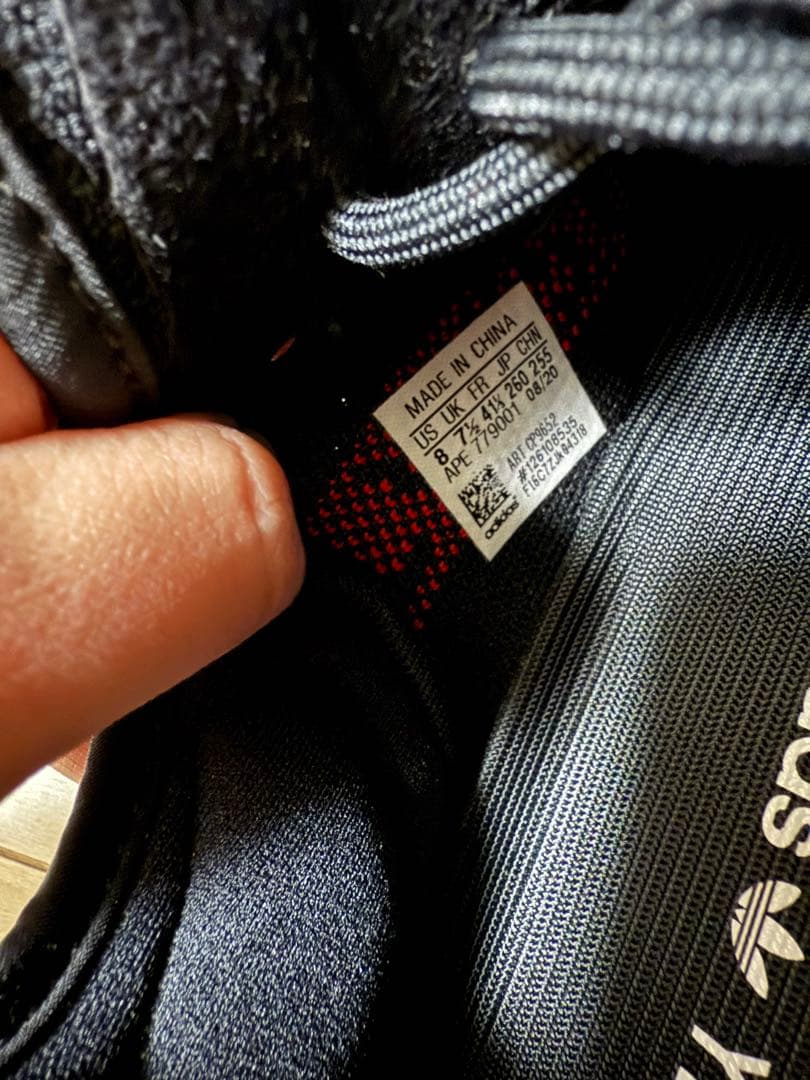 MADE IN CHINA
US UK FR JP CHN
8 7½ 41⅓ 260 255
APE 779001 08/20
ART CP9652
#126108535
adidas